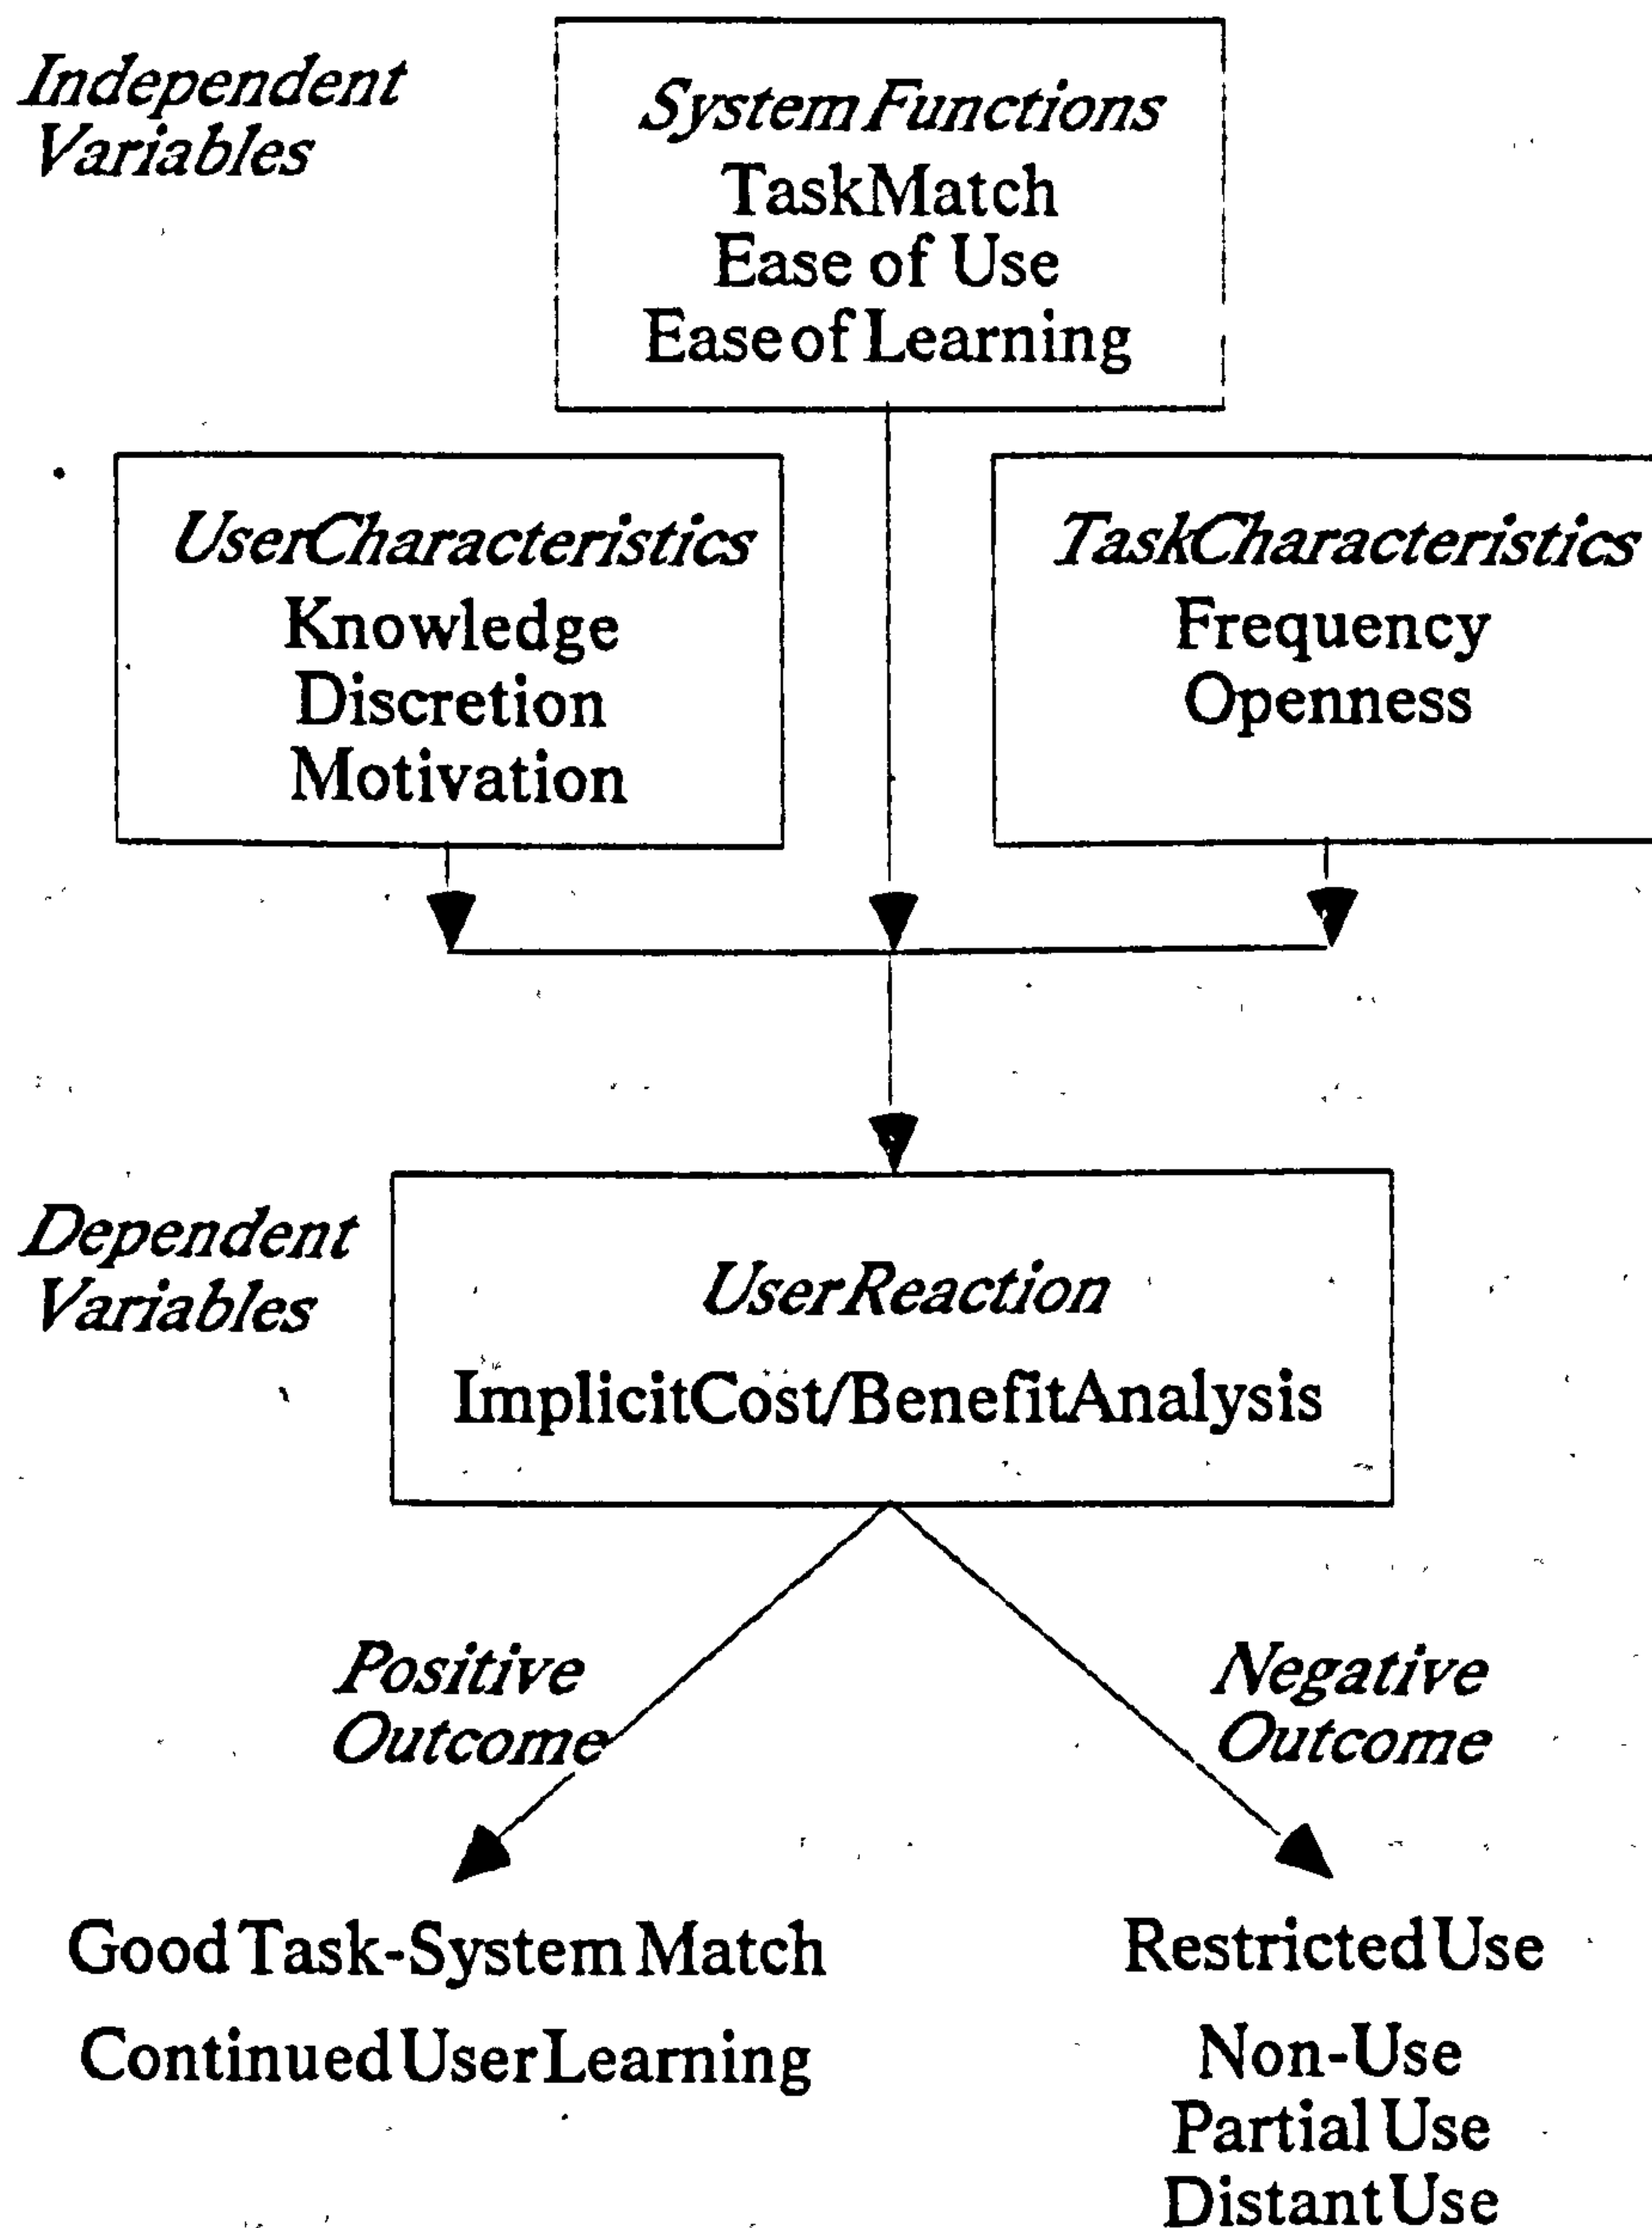 Independent
Variables
System Functions
TaskMatch
Ease of Use
Ease of Learning
UserCharacteristics
Knowledge
Discretion
Motivation
TaskCharacteristics
Frequency
Openness
Dependent
Variables
UserReaction
ImplicitCost/BenefitAnalysis
Positive
Outcome
Negative
Outcome
Good Task-System Match
Continued User Learning
Restricted Use
Non-Use
Partial Use
Distant Use